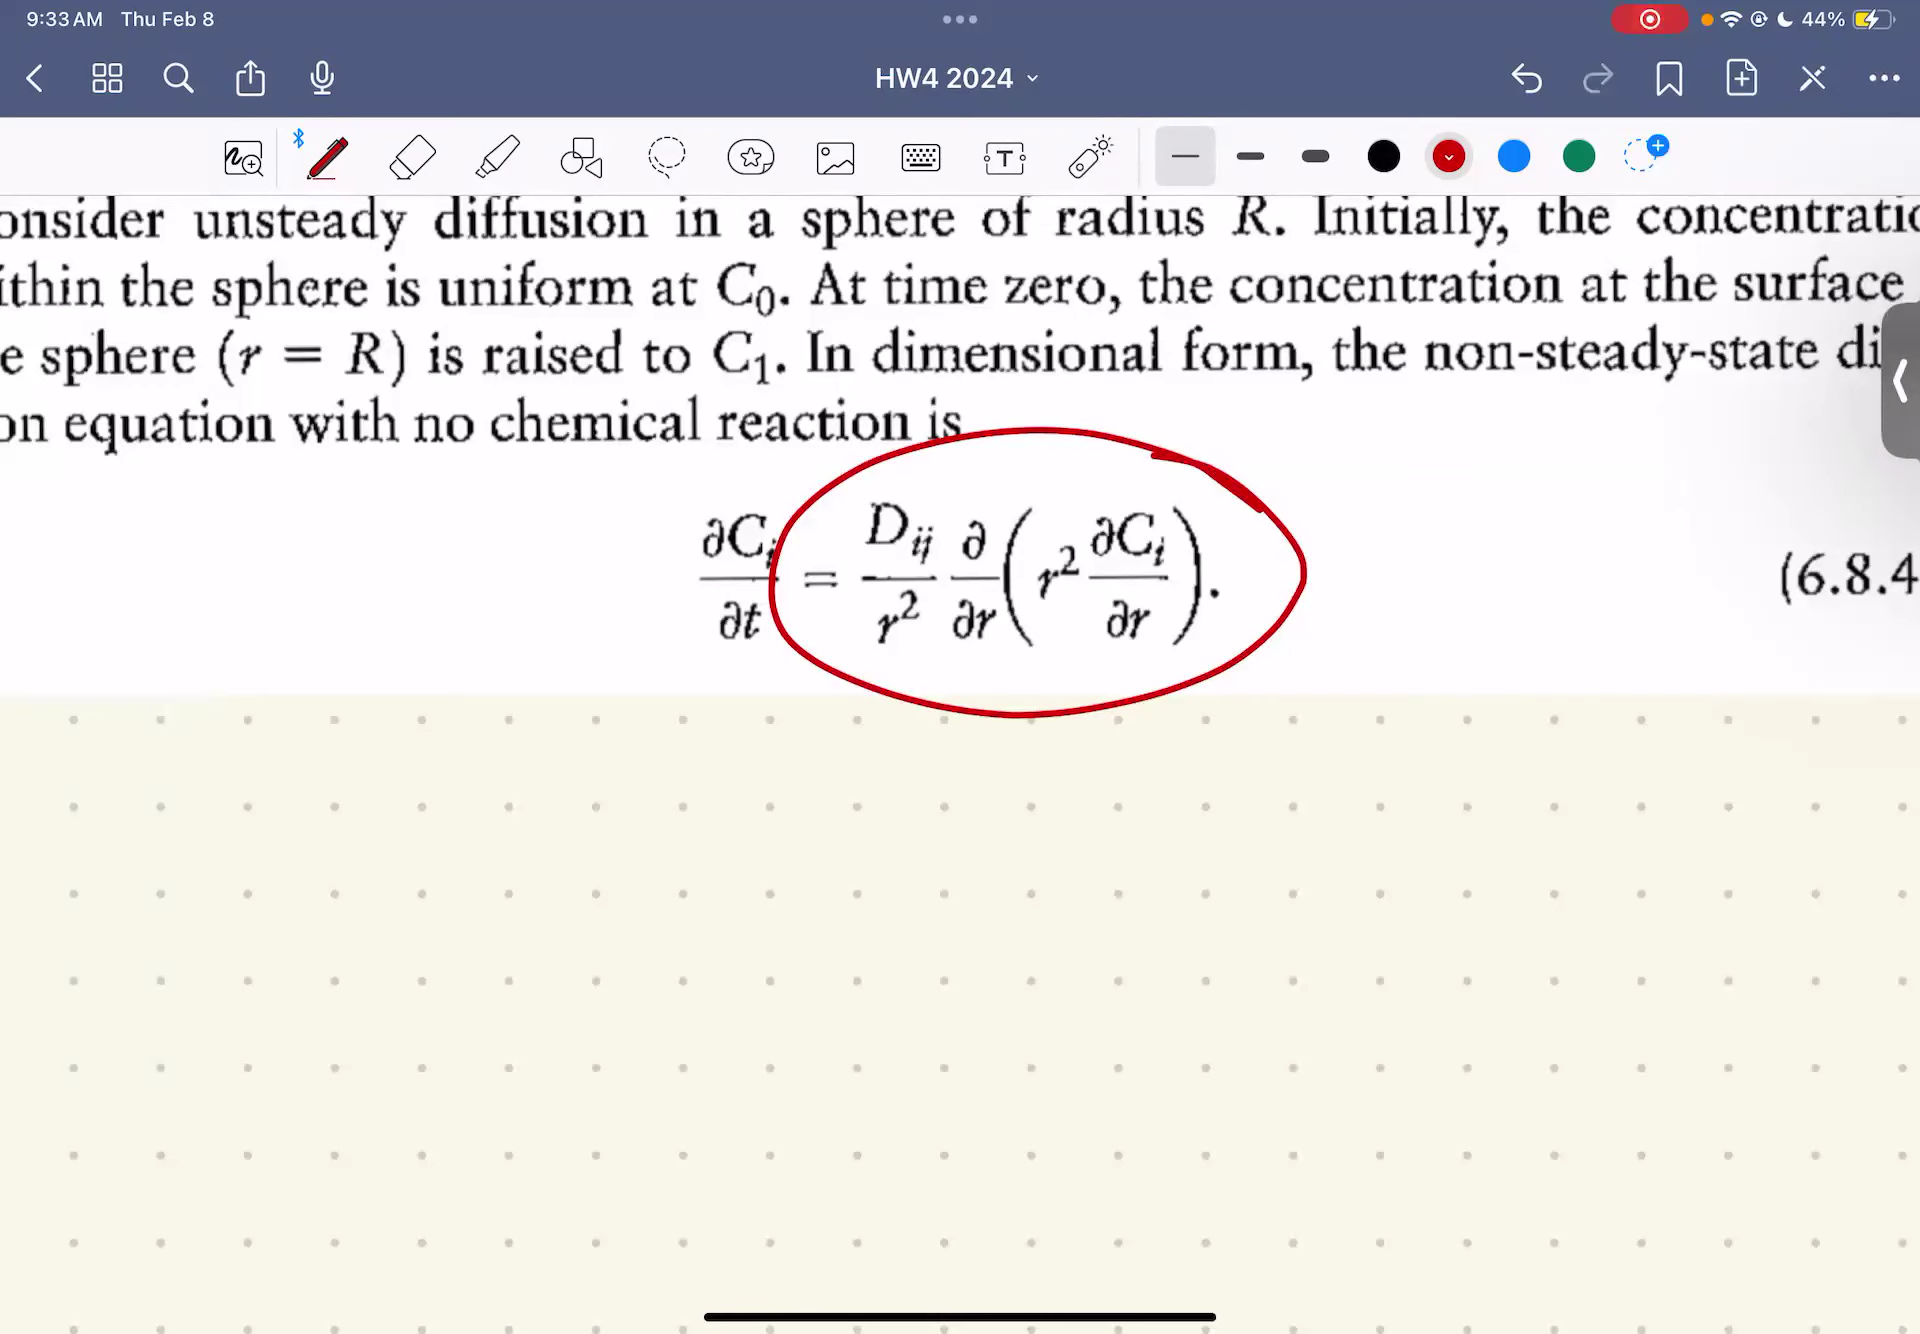 9:33 AM Thu Feb 8
44%
HW4 2024
onsider unsteady diffusion in a sphere of radius R. Initially, the concentratio
ithin the sphere is uniform at C₀. At time zero, the concentration at the surface
e sphere (r = R) is raised to C₁. In dimensional form, the non-steady-state di
on equation with no chemical reaction is
∂Cᵢ/∂t = Dᵢⱼ/r² ∂/∂r (r² ∂Cᵢ/∂r). (6.8.4